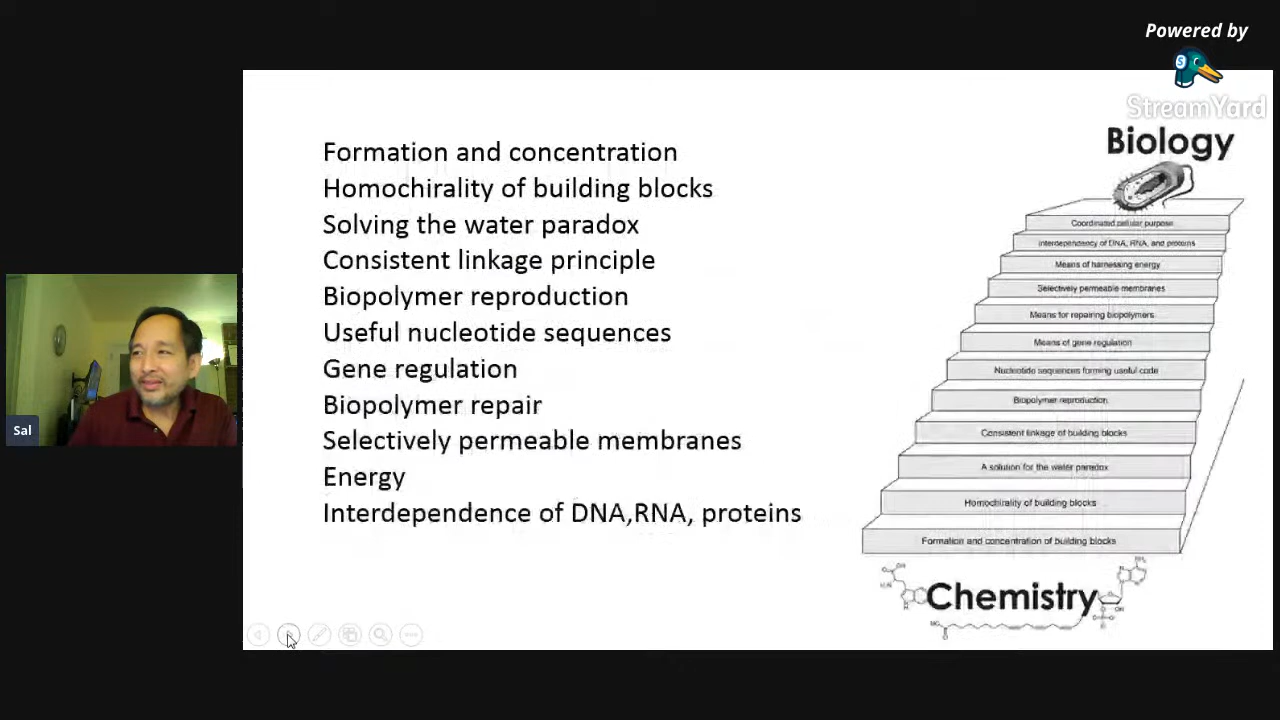 Powered by
StreamYard
Formation and concentration
Homochirality of building blocks
Solving the water paradox
Consistent linkage principle
Biopolymer reproduction
Useful nucleotide sequences
Gene regulation
Biopolymer repair
Selectively permeable membranes
Energy
Interdependence of DNA,RNA, proteins
Biology
Coordinated cellular purpose
Interdependency of DNA, RNA, and proteins
Means of harnessing energy
Selectively permeable membranes
Means for repairing biopolymers
Means of gene regulation
Nucleotide sequences forming useful code
Biopolymer reproduction
Consistent linkage of building blocks
A solution for the water paradox
Homochirality of building blocks
Formation and concentration of building blocks
Chemistry
Sal